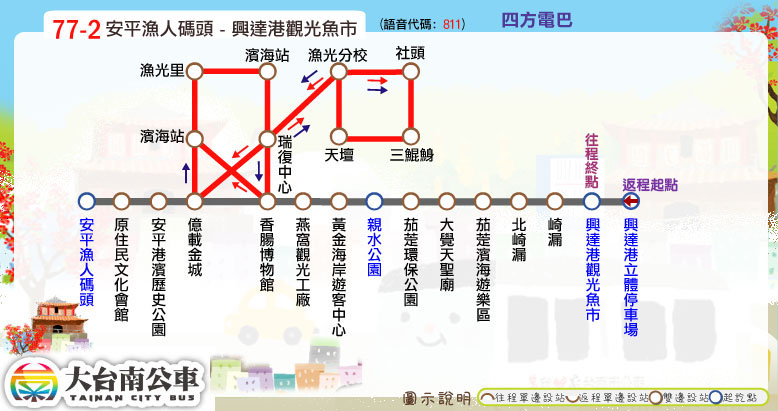 77-2 安平漁人碼頭 - 興達港觀光魚市
（語音代碼：811）
四方電巴
漁光里
濱海站
漁光分校
社頭
濱海站
瑞復中心
天壇
三鯤鯓
往程終點
返程起點
安平漁人碼頭
原住民文化會館
安平港濱歷史公園
億載金城
香腸博物館
燕窩觀光工廠
黃金海岸遊客中心
親水公園
茄萣環保公園
大覺天聖廟
茄萣濱海遊樂區
北崎漏
崎漏
興達港觀光魚市
興達港立體停車場
大台南公車
TAINAN CITY BUS
圖示說明
往程單邊設站
返程單邊設站
雙邊設站
起訖點